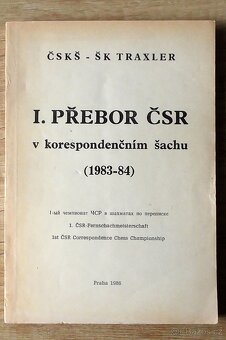 ČSKŠ - ŠK TRAXLER
I. PŘEBOR ČSR
v korespondenčním šachu
(1983-84)
1-ый чемпионат ЧСР в шахматах по переписке
1. ČSR-Fernschachmeisterschaft
1st ČSR Correspondence Chess Championship
Praha 1986